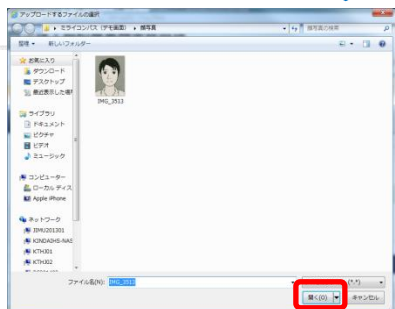 アップロードするファイルの選択
ミライコンパス (デモ画面) ▸ 顔写真
顔写真の検索
整理 ▼ 新しいフォルダー
お気に入り
ダウンロード
デスクトップ
最近表示した場所
IMG_3513
ライブラリ
ドキュメント
ピクチャ
ビデオ
ミュージック
コンピューター
ローカル ディス
Apple iPhone
ネットワーク
IMU201301
KINDAIHS-NAS
KTHJ01
KTHJ02
ファイル名(N): IMG_3513
(*.*)
開く(O) キャンセル